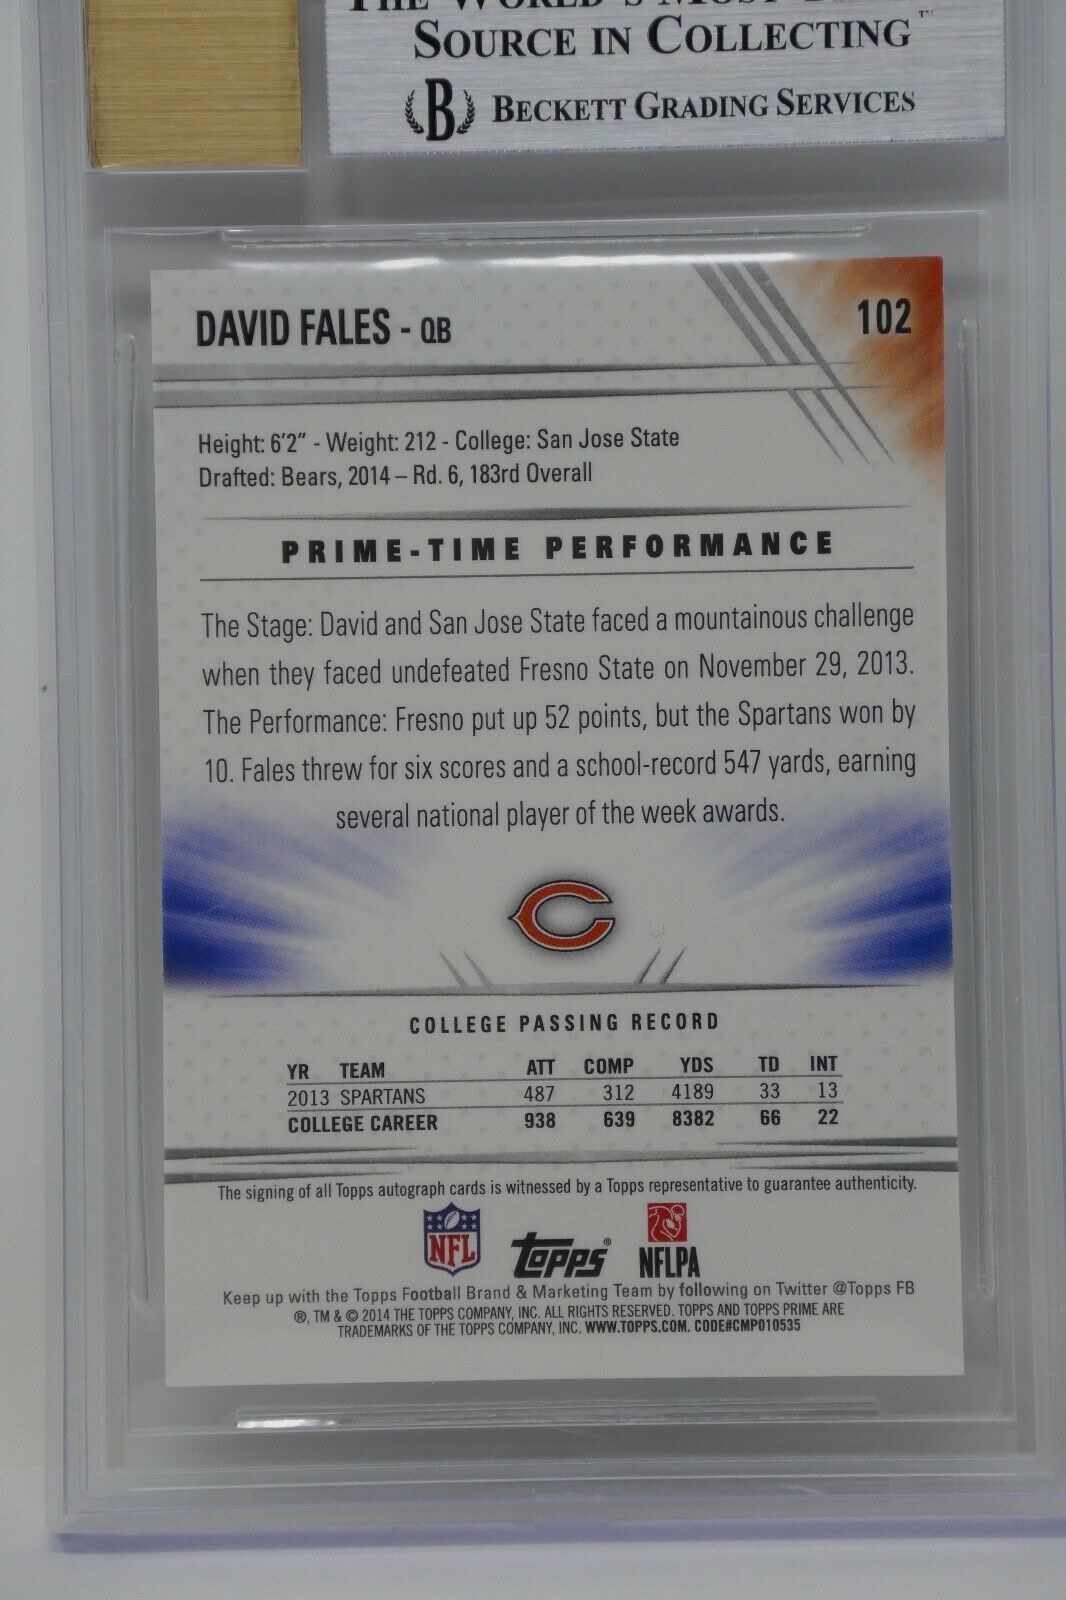 SOURCE IN COLLECTING™
B BECKETT GRADING SERVICES
DAVID FALES - QB
102
Height: 6'2" - Weight: 212 - College: San Jose State
Drafted: Bears, 2014 – Rd. 6, 183rd Overall
PRIME-TIME PERFORMANCE
The Stage: David and San Jose State faced a mountainous challenge
when they faced undefeated Fresno State on November 29, 2013.
The Performance: Fresno put up 52 points, but the Spartans won by
10. Fales threw for six scores and a school-record 547 yards, earning
several national player of the week awards.
C
COLLEGE PASSING RECORD
YR TEAM ATT COMP YDS TD INT
2013 SPARTANS 487 312 4189 33 13
COLLEGE CAREER 938 639 8382 66 22
The signing of all Topps autograph cards is witnessed by a Topps representative to guarantee authenticity.
NFL Topps® NFLPA
Keep up with the Topps Football Brand & Marketing Team by following on Twitter @Topps FB
®, TM & © 2014 THE TOPPS COMPANY, INC. ALL RIGHTS RESERVED. TOPPS AND TOPPS PRIME ARE
TRADEMARKS OF THE TOPPS COMPANY, INC. WWW.TOPPS.COM. CODE#CMP010535